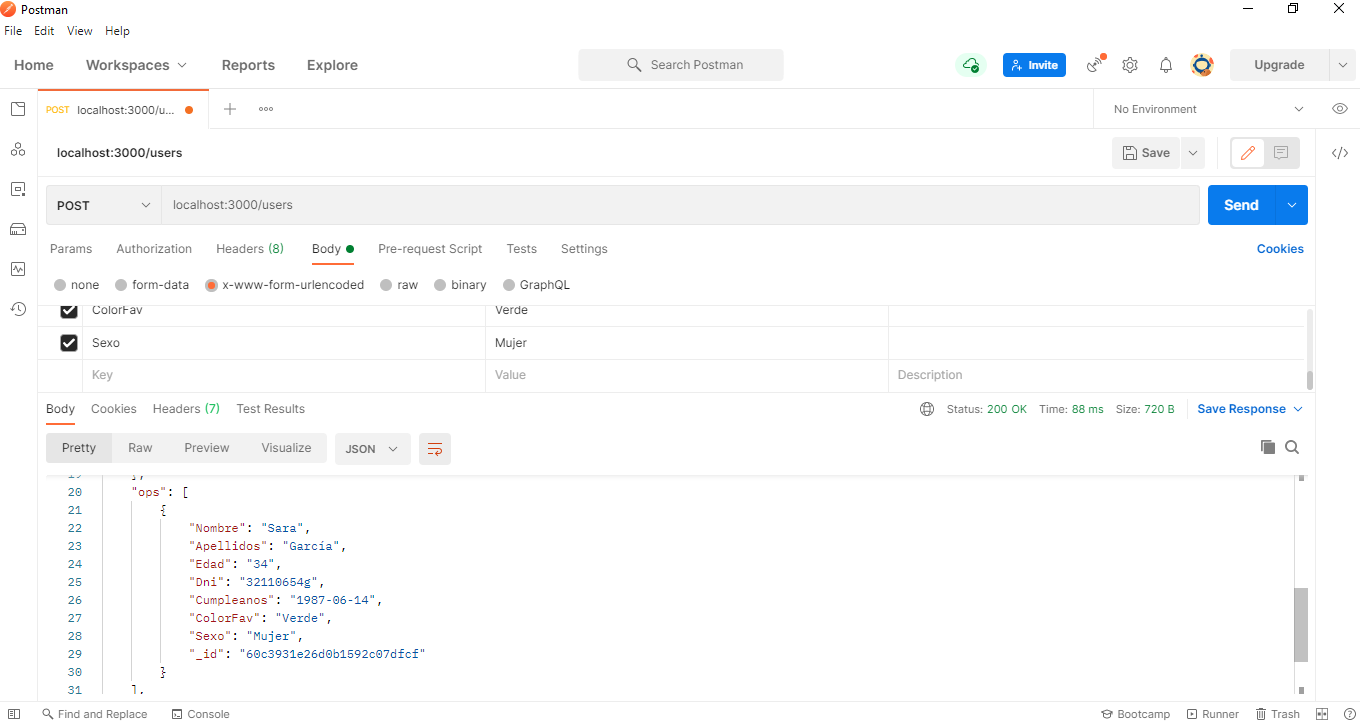 Postman
File Edit View Help
Home Workspaces Reports Explore Search Postman Invite Upgrade
POST localhost:3000/u... No Environment
localhost:3000/users Save
POST localhost:3000/users Send
Params Authorization Headers (8) Body Pre-request Script Tests Settings Cookies
none form-data x-www-form-urlencoded raw binary GraphQL
ColorFav Verde
Sexo Mujer
Key Value Description
Body Cookies Headers (7) Test Results Status: 200 OK Time: 88 ms Size: 720 B Save Response
Pretty Raw Preview Visualize JSON
19 },
20 "ops": [
21 {
22 "Nombre": "Sara",
23 "Apellidos": "García",
24 "Edad": "34",
25 "Dni": "32110654g",
26 "Cumpleanos": "1987-06-14",
27 "ColorFav": "Verde",
28 "Sexo": "Mujer",
29 "_id": "60c3931e26d0b1592c07dfcf"
30 }
31 ],
Find and Replace Console Bootcamp Runner Trash